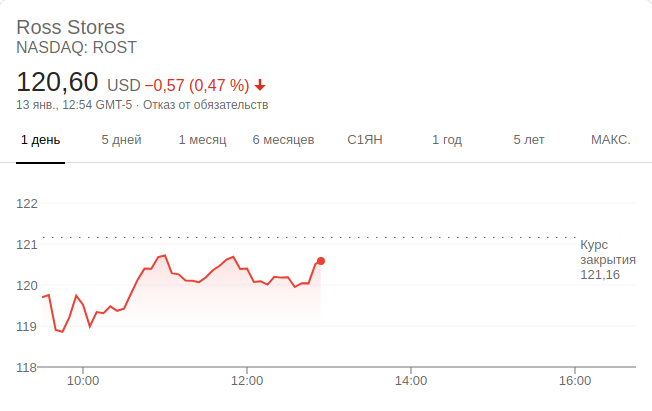 Ross Stores
NASDAQ: ROST
120,60 USD −0,57 (0,47 %)
13 янв., 12:54 GMT-5 · Отказ от обязательств
1 день 5 дней 1 месяц 6 месяцев С1ЯН 1 год 5 лет МАКС.
122
121
120
119
118
Курс
закрытия
121,16
10:00 12:00 14:00 16:00